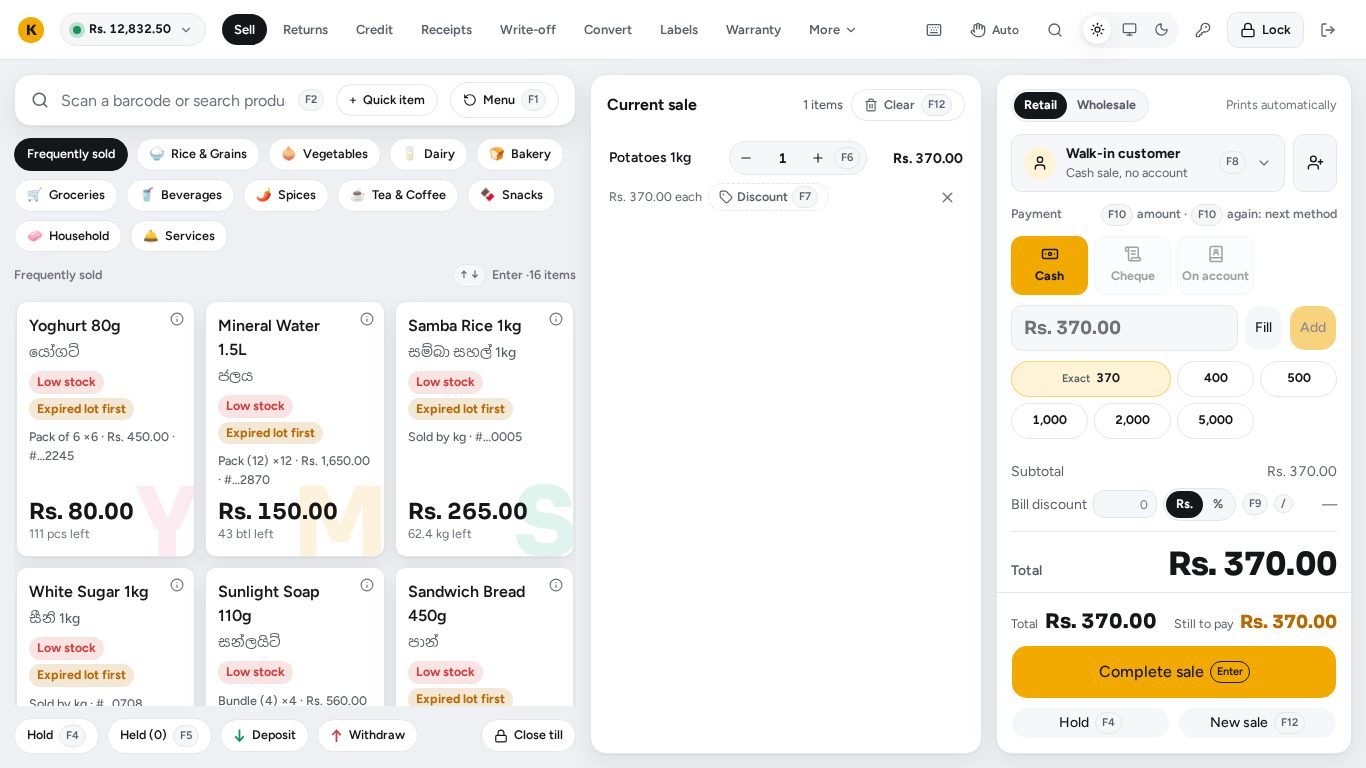 K
Rs. 12,832.50
Sell
Returns
Credit
Receipts
Write-off
Convert
Labels
Warranty
More
Auto
Lock
Scan a barcode or search produ
F2
+ Quick item
Menu F1
Frequently sold
Rice & Grains
Vegetables
Dairy
Bakery
Groceries
Beverages
Spices
Tea & Coffee
Snacks
Household
Services
Frequently sold
↑↓ Enter ·16 items
Yoghurt 80g
යෝගට්
Low stock
Expired lot first
Pack of 6 ×6 · Rs. 450.00 ·
#…2245
Y
Rs. 80.00
111 pcs left
Mineral Water
1.5L
ජලය
Low stock
Expired lot first
Pack (12) ×12 · Rs. 1,650.00
· #…2870
M
Rs. 150.00
43 btl left
Samba Rice 1kg
සම්බා සහල් 1kg
Low stock
Expired lot first
Sold by kg · #…0005
S
Rs. 265.00
62.4 kg left
White Sugar 1kg
සීනි 1kg
Low stock
Expired lot first
Sold by kg · #…0708
Sunlight Soap
110g
සන්ලයිට්
Low stock
Bundle (4) ×4 · Rs. 560.00
Sandwich Bread
450g
පාන්
Low stock
Expired lot first
Hold F4
Held (0) F5
Deposit
Withdraw
Close till
Current sale
1 items
Clear F12
Potatoes 1kg
− 1 + F6
Rs. 370.00
Rs. 370.00 each
Discount F7
Retail
Wholesale
Prints automatically
Walk-in customer
Cash sale, no account
F8
Payment
F10 amount · F10 again: next method
Cash
Cheque
On account
Rs. 370.00
Fill
Add
Exact 370
400
500
1,000
2,000
5,000
Subtotal
Rs. 370.00
Bill discount
0
Rs. %
F9 /
—
Total
Rs. 370.00
Total Rs. 370.00
Still to pay Rs. 370.00
Complete sale Enter
Hold F4
New sale F12